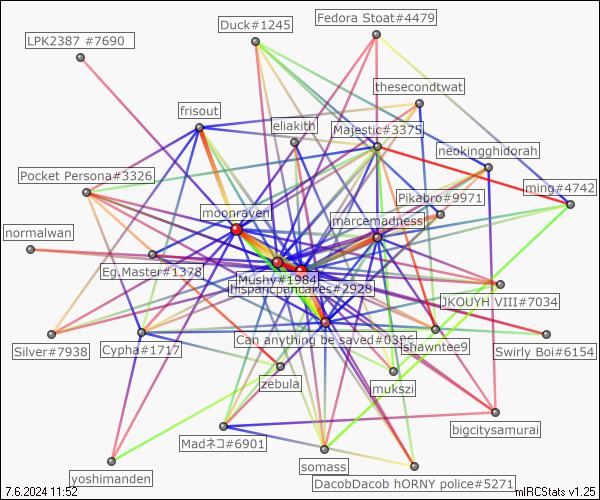 Fedora Stoat#4479
Duck#1245
LPK2387 #7690
thesecondtwat
frisout
eliakith
Majestic#3375
neokingghidorah
Pocket Persona#3326
ming#4742
Pikabro#9971
moonraven
marcemadness
normalwan
Eg.Master#1378
Mushy#1984
hspancpancakes#2928
JKOUYH VIII#7034
Can anything be saved#0386
shawntee9
Silver#7938
Cypha#1717
Swirly Boi#6154
zebula
mukszi
bigcitysamurai
Madネコ#6901
somass
yoshimanden
DacobDacob hORNY police#5271
7.6.2024 11:52
mIRCStats v1.25